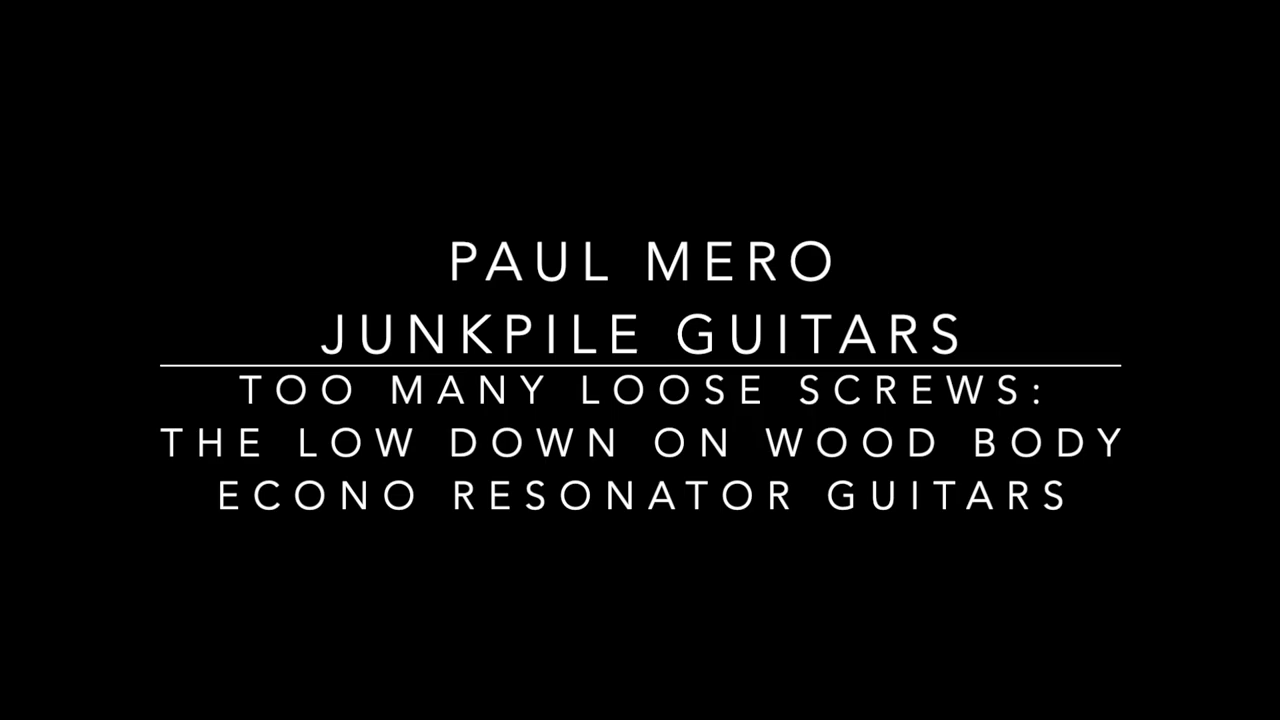 PAUL MERO
JUNKPILE GUITARS
TOO MANY LOOSE SCREWS:
THE LOW DOWN ON WOOD BODY
ECONO RESONATOR GUITARS